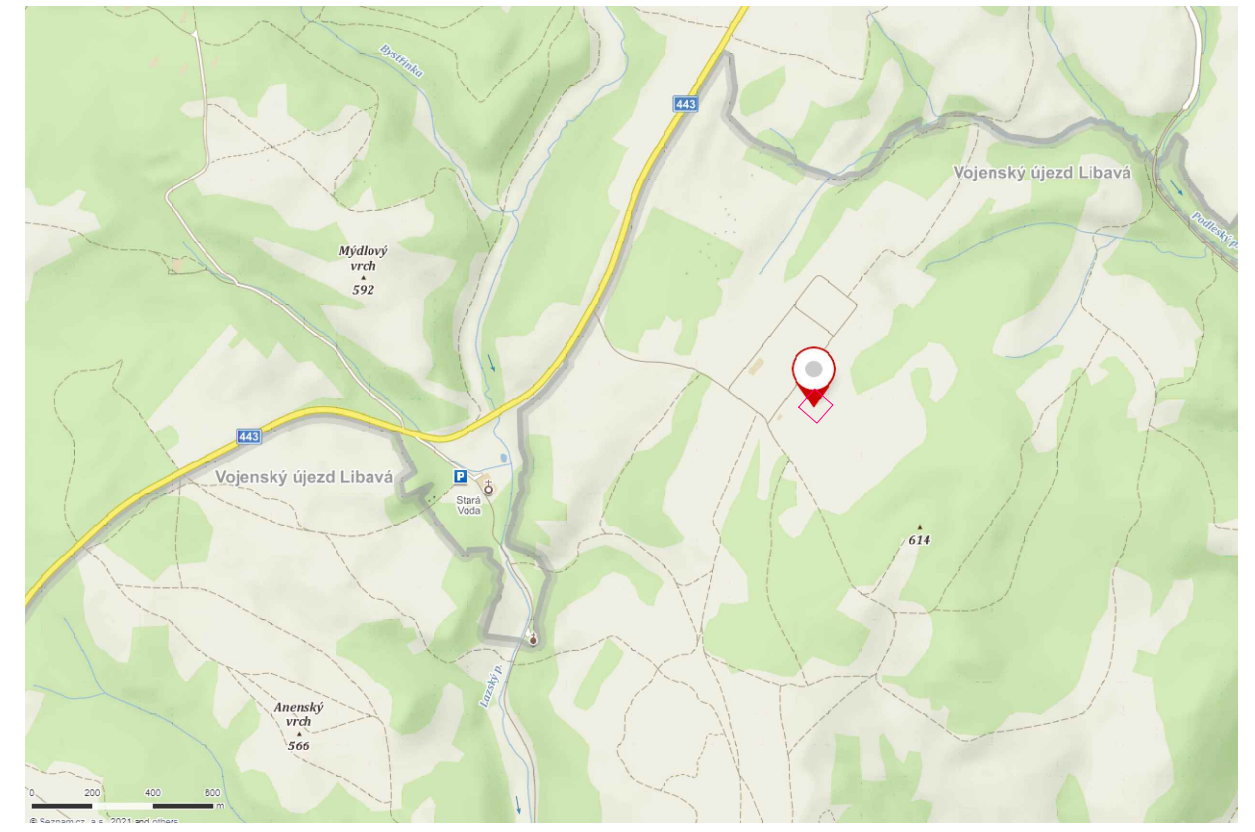 Bystřinka
443
Vojenský újezd Libavá
Podleský p.
Mýdlový
vrch
592
443
Vojenský újezd Libavá
P
Stará
Voda
614
Lazský p.
Anenský
vrch
566
0 200 400 600
m
© Seznam.cz, a.s., 2021 and others